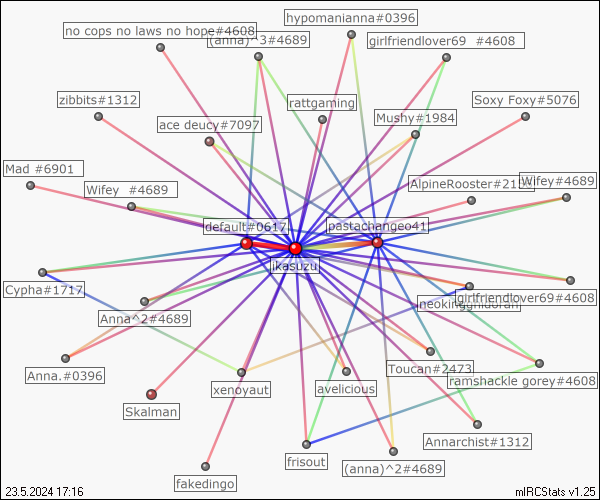 hypomanianna#0396
no cops no laws no hope#4608
(anna)^3#4689
girlfriendlover69 #4608
zibbits#1312
rattgaming
Soxy Foxy#5076
ace deucy#7097
Mushy#1984
Mad #6901
Wifey #4689
AlpineRooster#21
Wifey#4689
default#0617
pastachangeo41
likasuzu
Cypha#1717
neokingghidorah
girlfriendlover69#4608
Anna^2#4689
Anna.#0396
Toucan#2473
ramshackle gorey#4608
xenoyaut
avelicious
Skalman
Annarchist#1312
frisout
(anna)^2#4689
fakedingo
23.5.2024 17:16
mIRCStats v1.25